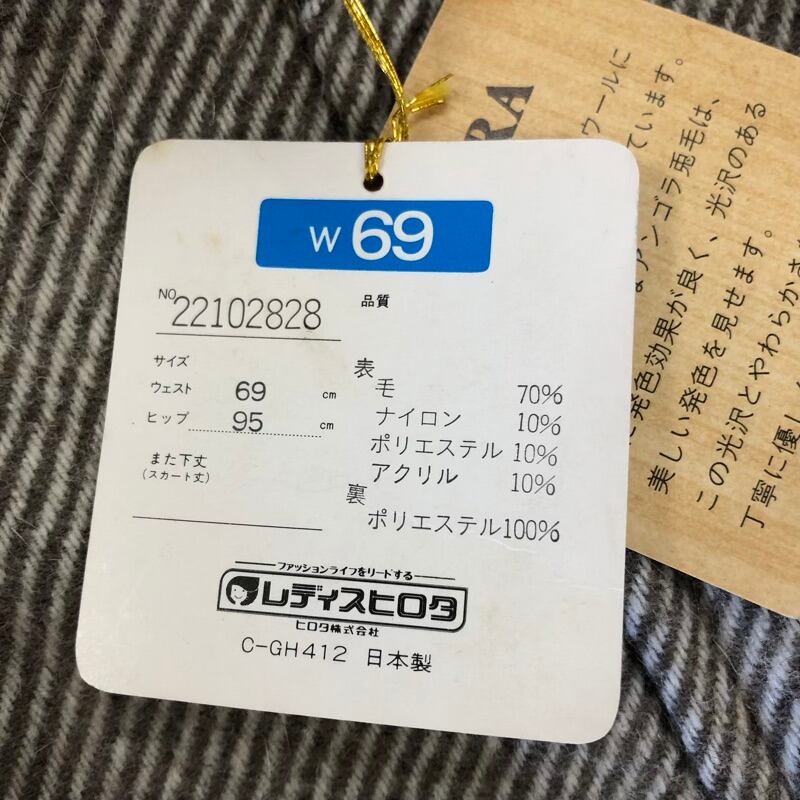 W 69
NO 22102828
品質
サイズ
ウェスト 69 cm
ヒップ 95 cm
また下丈
(スカート丈)
表
毛 70%
ナイロン 10%
ポリエステル 10%
アクリル 10%
裏
ポリエステル100%
ファッションライフをリードする
レディスヒロタ
ヒロタ株式会社
C-GH412 日本製
RA
ウールに
ています。
アンゴラ兎毛は、
発色効果が良く、光沢のある
美しい発色を見せます。
この光沢とやわらかさ
丁寧に優し